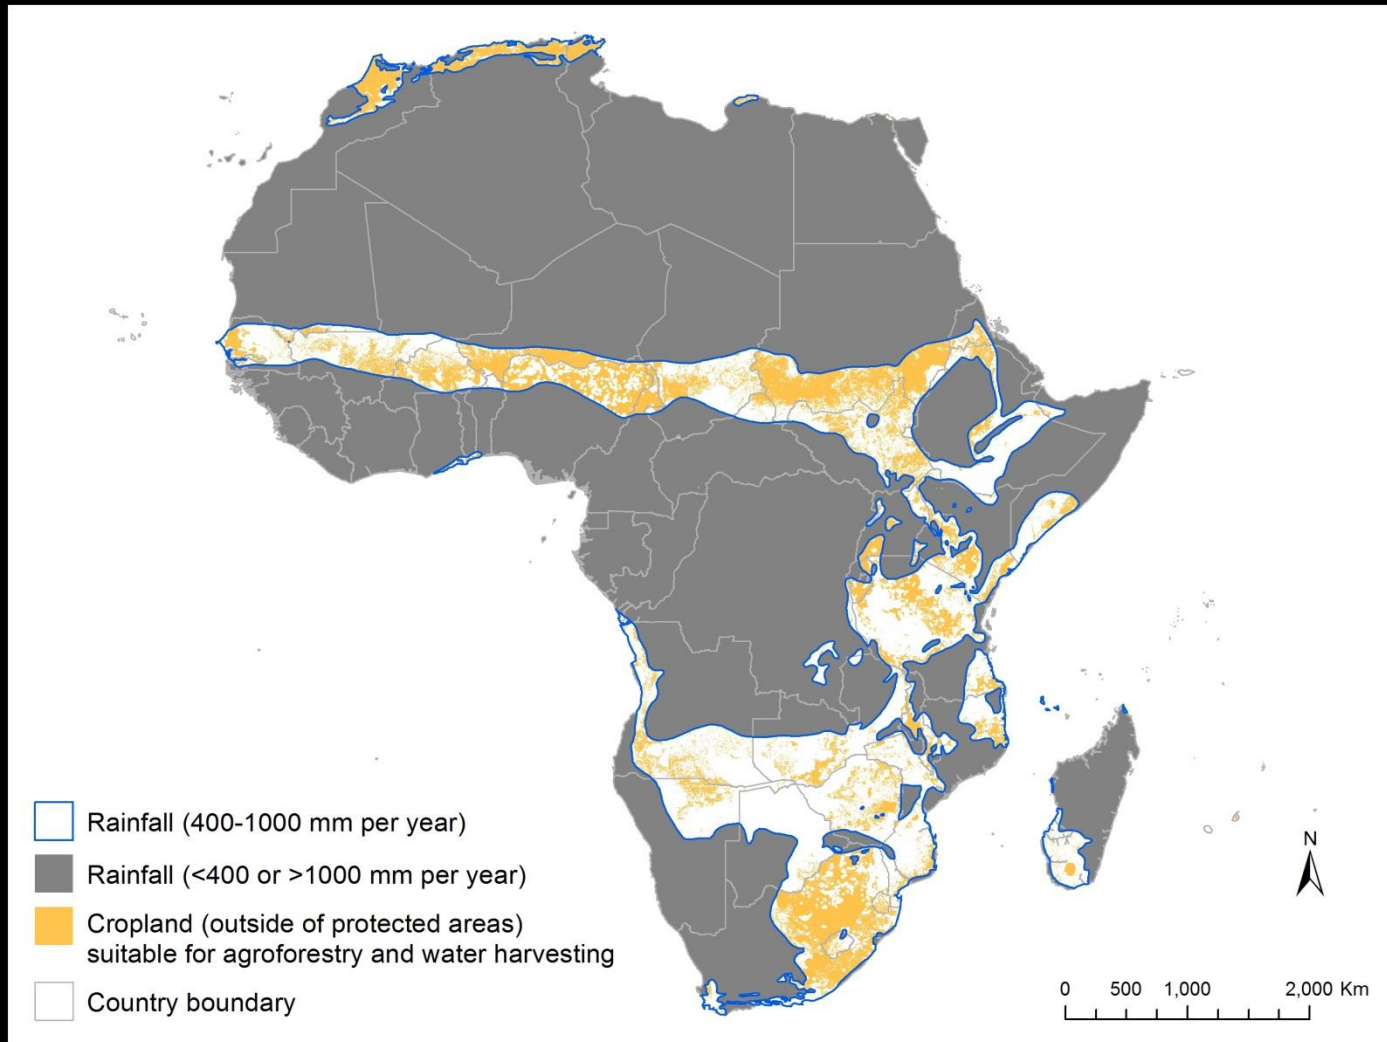 Rainfall (400-1000 mm per year)
Rainfall (<400 or >1000 mm per year)
Cropland (outside of protected areas)
suitable for agroforestry and water harvesting
Country boundary
N
0 500 1,000 2,000 Km